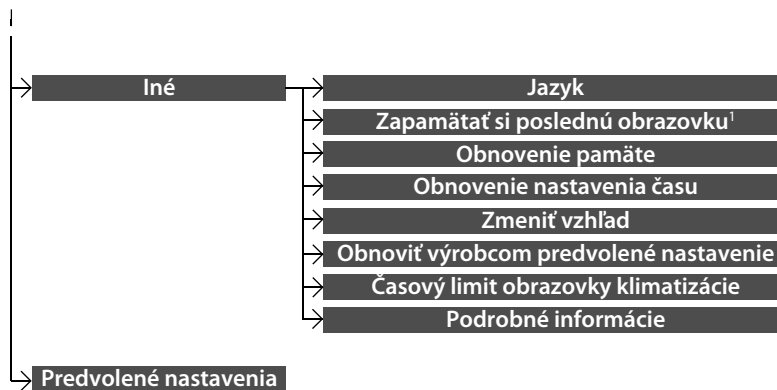 Iné
Jazyk
Zapamätať si poslednú obrazovku¹
Obnovenie pamäte
Obnovenie nastavenia času
Zmeniť vzhľad
Obnoviť výrobcom predvolené nastavenie
Časový limit obrazovky klimatizácie
Podrobné informácie
Predvolené nastavenia